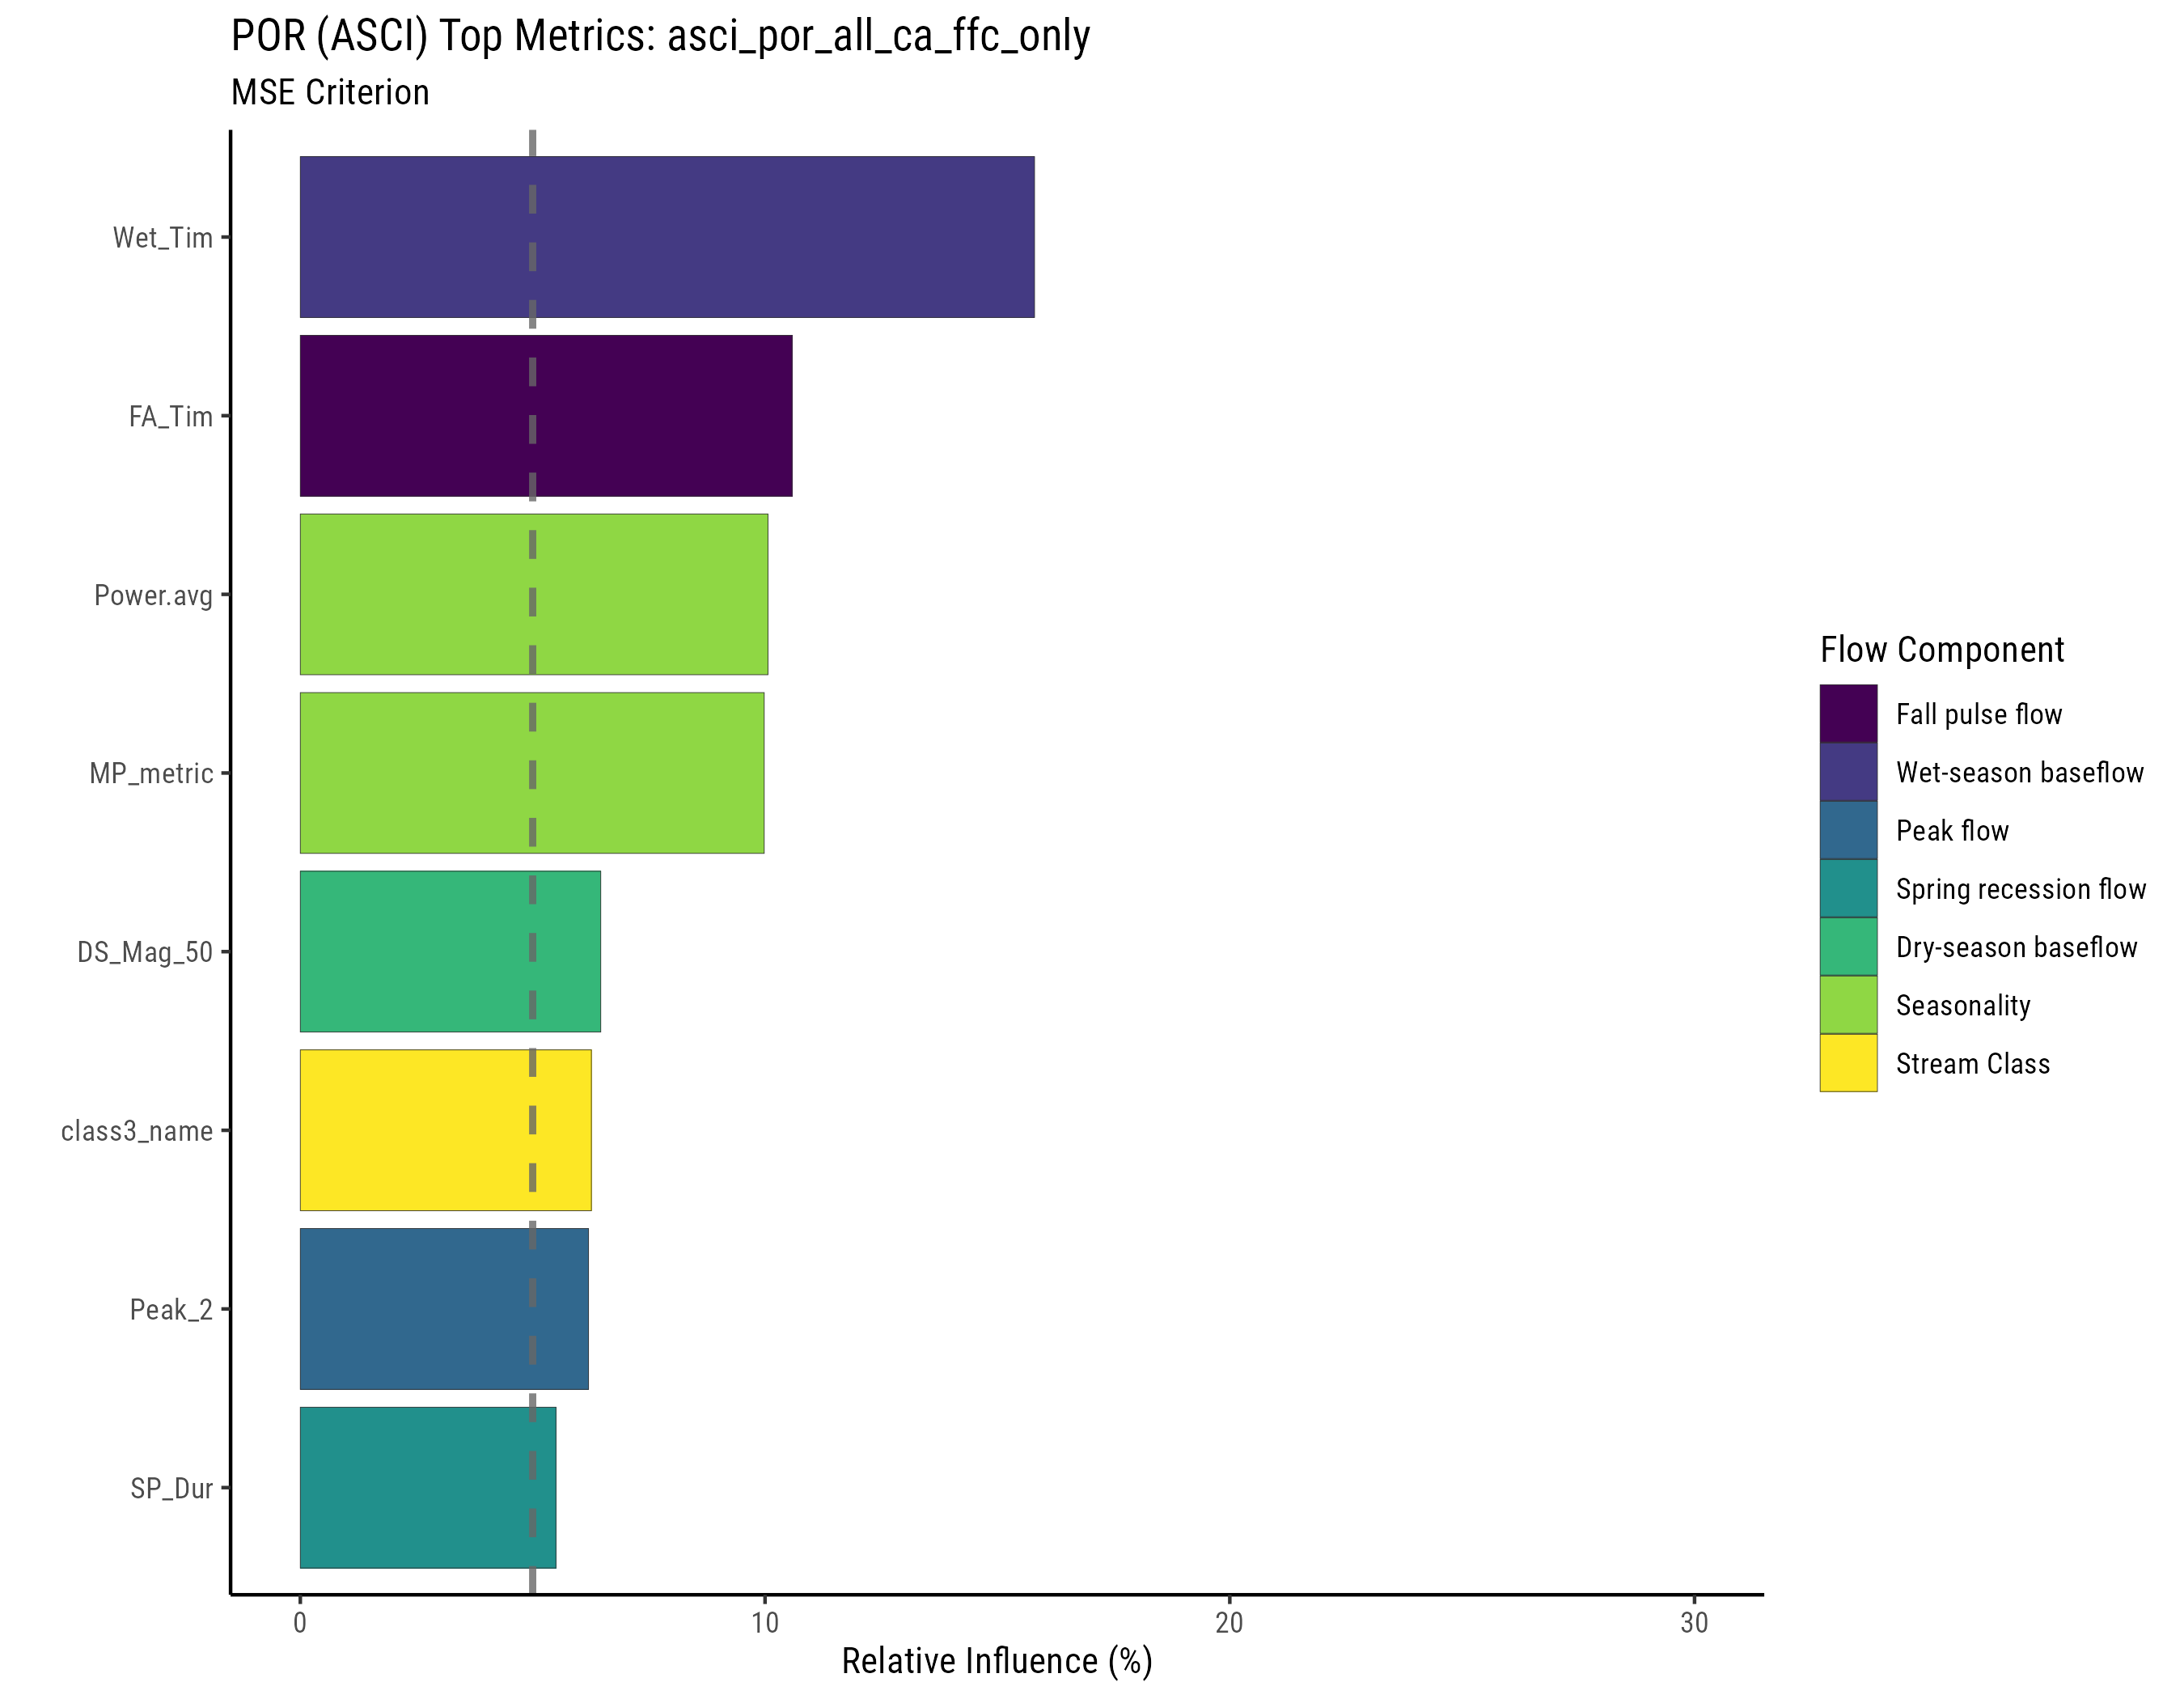 POR (ASCI) Top Metrics: asci_por_all_ca_ffc_only
MSE Criterion
Wet_Tim
FA_Tim
Power.avg
MP_metric
DS_Mag_50
class3_name
Peak_2
SP_Dur
0 10 20 30
Relative Influence (%)
Flow Component
Fall pulse flow
Wet-season baseflow
Peak flow
Spring recession flow
Dry-season baseflow
Seasonality
Stream Class